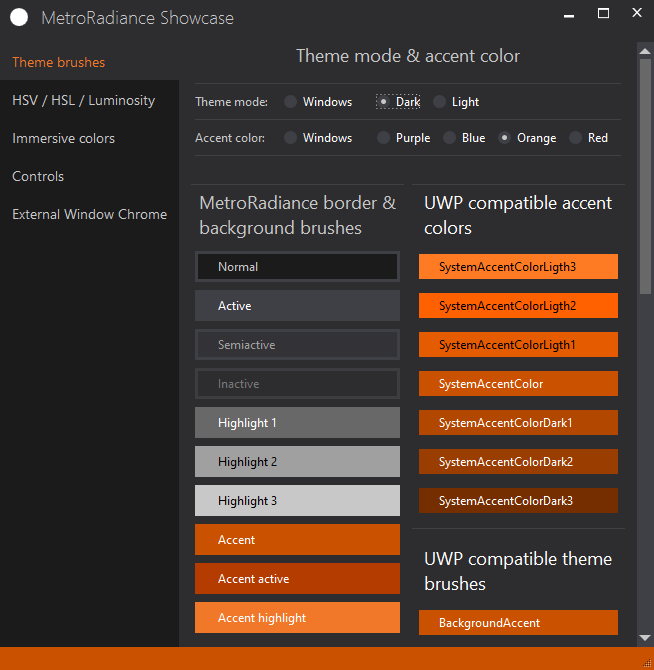 MetroRadiance Showcase
Theme brushes
HSV / HSL / Luminosity
Immersive colors
Controls
External Window Chrome
Theme mode & accent color
Theme mode: Windows Dark Light
Accent color: Windows Purple Blue Orange Red
MetroRadiance border &
background brushes
Normal
Active
Semiactive
Inactive
Highlight 1
Highlight 2
Highlight 3
Accent
Accent active
Accent highlight
UWP compatible accent
colors
SystemAccentColorLigth3
SystemAccentColorLigth2
SystemAccentColorLigth1
SystemAccentColor
SystemAccentColorDark1
SystemAccentColorDark2
SystemAccentColorDark3
UWP compatible theme
brushes
BackgroundAccent